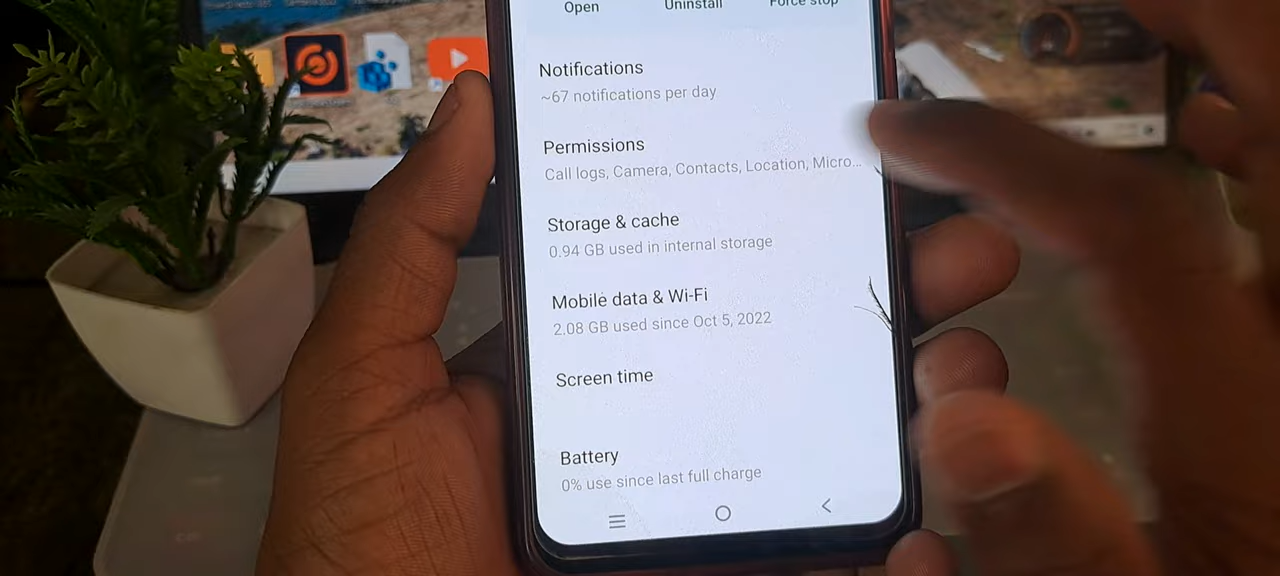 Open Uninstall Force stop
Notifications
~67 notifications per day
Permissions
Call logs, Camera, Contacts, Location, Micro...
Storage & cache
0.94 GB used in internal storage
Mobile data & Wi-Fi
2.08 GB used since Oct 5, 2022
Screen time
Battery
0% use since last full charge